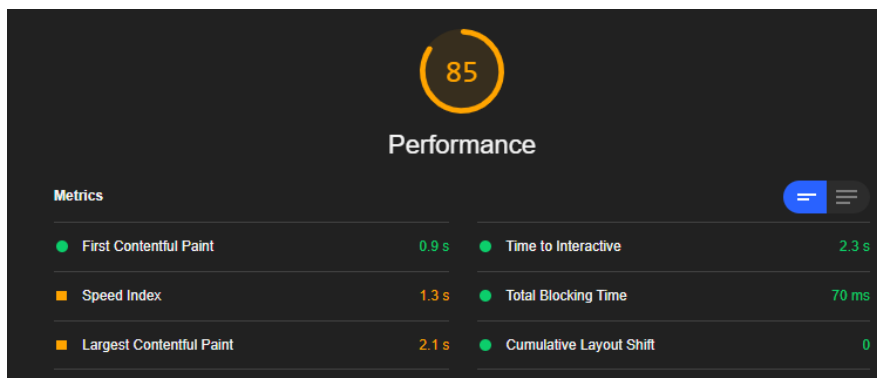 85
Performance
Metrics
First Contentful Paint 0.9 s
Time to Interactive 2.3 s
Speed Index 1.3 s
Total Blocking Time 70 ms
Largest Contentful Paint 2.1 s
Cumulative Layout Shift 0